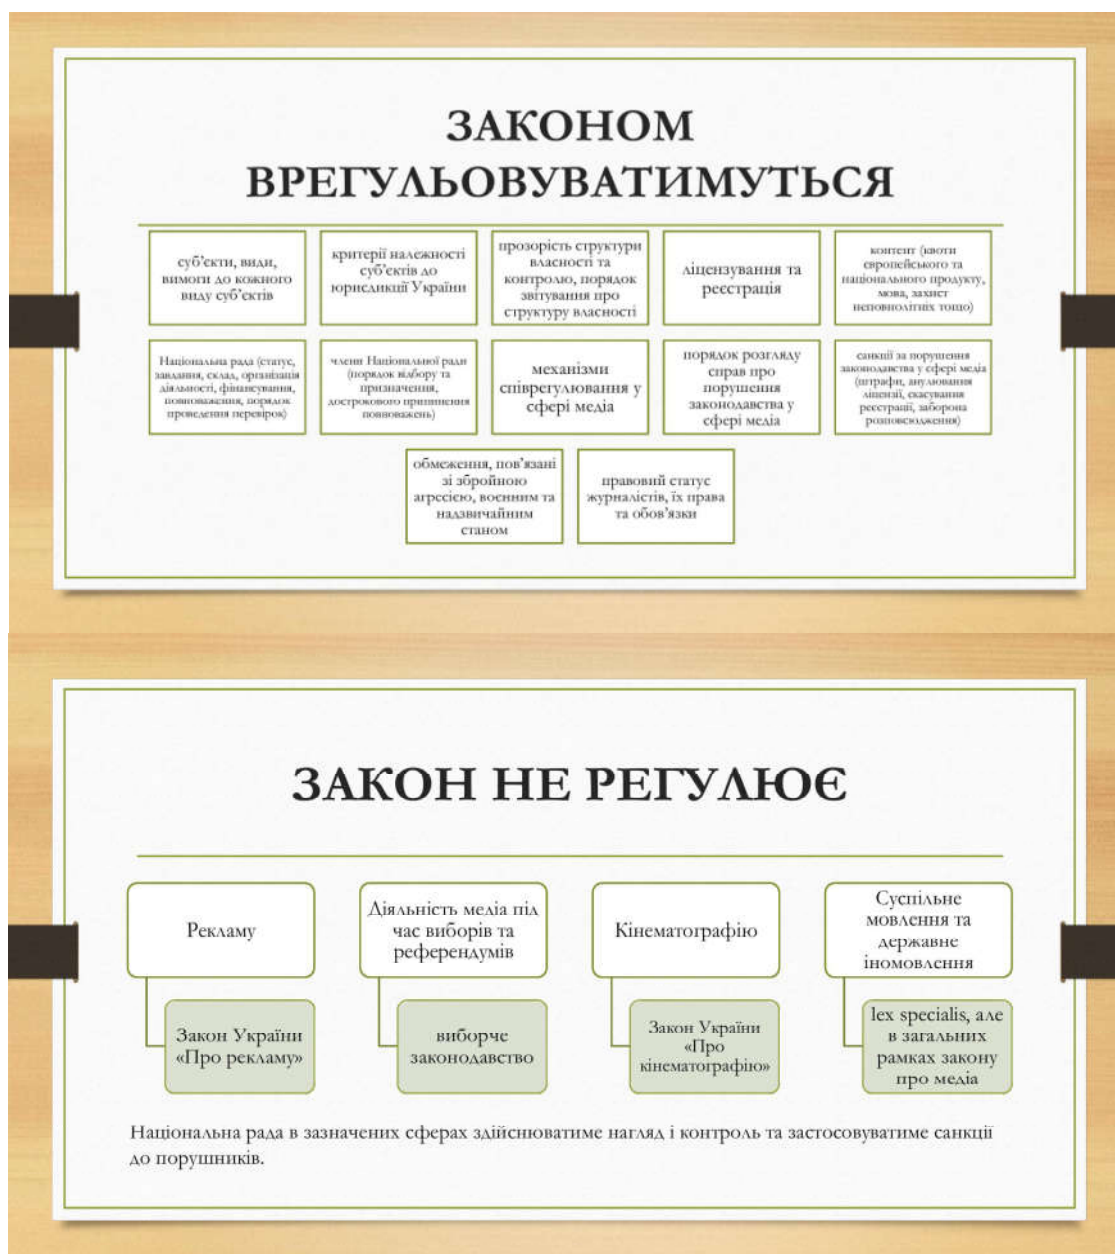 ЗАКОНОМ
ВРЕГУЛЬОВУВАТИМУТЬСЯ
суб’єкти, види,
вимоги до кожного
виду суб’єктів
критерії належності
суб’єктів до
юрисдикції України
прозорість структури
власності та
контролю, порядок
звітування про
структуру власності
ліцензування та
реєстрація
контент (квоти
європейського та
національного продукту,
мова, захист
неповнолітніх тощо)
Національна рада (статус,
завдання, склад, організація
діяльності, фінансування,
повноваження, порядок
проведення перевірок)
члени Національної ради
(порядок відбору та
призначення,
дострокового припинення
повноважень)
механізми
співрегулювання у
сфері медіа
порядок розгляду
справ про
порушення
законодавства у
сфері медіа
санкції за порушення
законодавства у сфері медіа
(штрафи, анулювання
ліцензії, скасування
реєстрації, заборона
розповсюдження)
обмеження, пов’язані
зі збройною
агресією, воєнним та
надзвичайним
станом
правовий статус
журналістів, їх права
та обов’язки
ЗАКОН НЕ РЕГУЛЮЄ
Рекламу
Діяльність медіа під
час виборів та
референдумів
Кінематографію
Суспільне
мовлення та
державне
іномовлення
Закон України
«Про рекламу»
виборче
законодавство
Закон України
«Про
кінематографію»
lex specialis, але
в загальних
рамках закону
про медіа
Національна рада в зазначених сферах здійснюватиме нагляд і контроль та застосовуватиме санкції
до порушників.